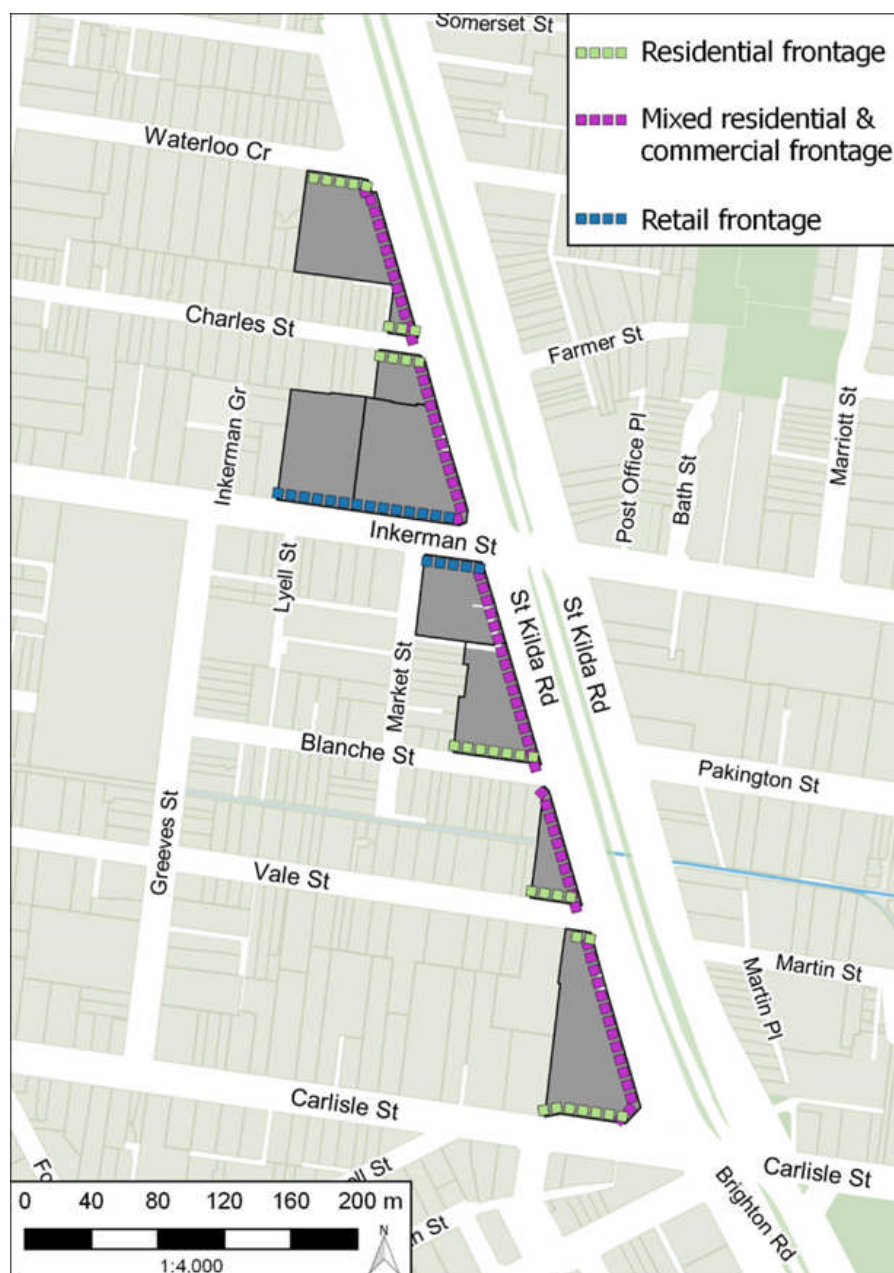 Somerset St
Residential frontage
Mixed residential &
commercial frontage
Retail frontage
Waterloo Cr
Charles St
Farmer St
Inkerman Gr
Post Office Pl
Bath St
Marriott St
Inkerman St
Lyell St
St Kilda Rd
St Kilda Rd
Market St
Blanche St
Pakington St
Greeves St
Vale St
Martin St
Martin Pl
Carlisle St
Carlisle St
Brighton Rd
0 40 80 120 160 200 m
N
1:4,000